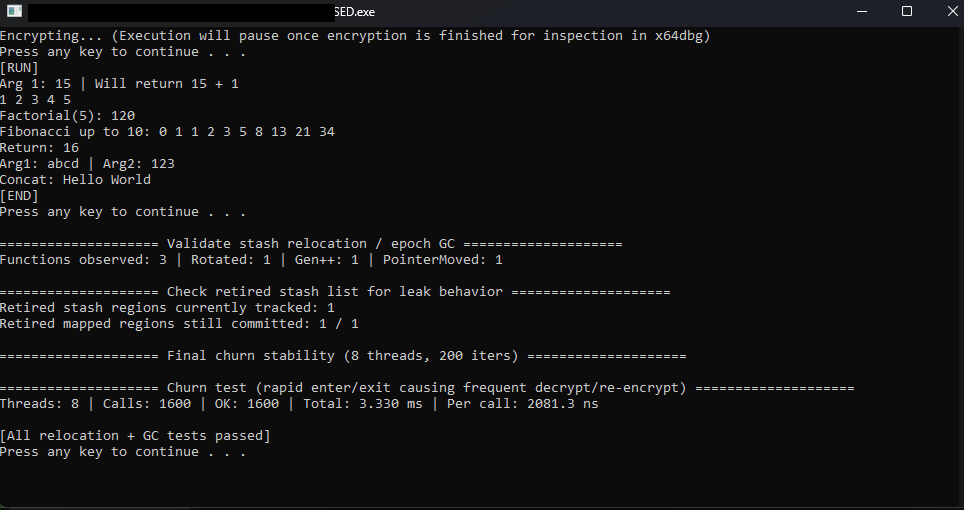 SED.exe
Encrypting... (Execution will pause once encryption is finished for inspection in x64dbg)
Press any key to continue . . .
[RUN]
Arg 1: 15 | Will return 15 + 1
1 2 3 4 5
Factorial(5): 120
Fibonacci up to 10: 0 1 1 2 3 5 8 13 21 34
Return: 16
Arg1: abcd | Arg2: 123
Concat: Hello World
[END]
Press any key to continue . . .
==================== Validate stash relocation / epoch GC ====================
Functions observed: 3 | Rotated: 1 | Gen++: 1 | PointerMoved: 1
==================== Check retired stash list for leak behavior ====================
Retired stash regions currently tracked: 1
Retired mapped regions still committed: 1 / 1
==================== Final churn stability (8 threads, 200 iters) ====================
==================== Churn test (rapid enter/exit causing frequent decrypt/re-encrypt) ====================
Threads: 8 | Calls: 1600 | OK: 1600 | Total: 3.330 ms | Per call: 2081.3 ns
[All relocation + GC tests passed]
Press any key to continue . . .